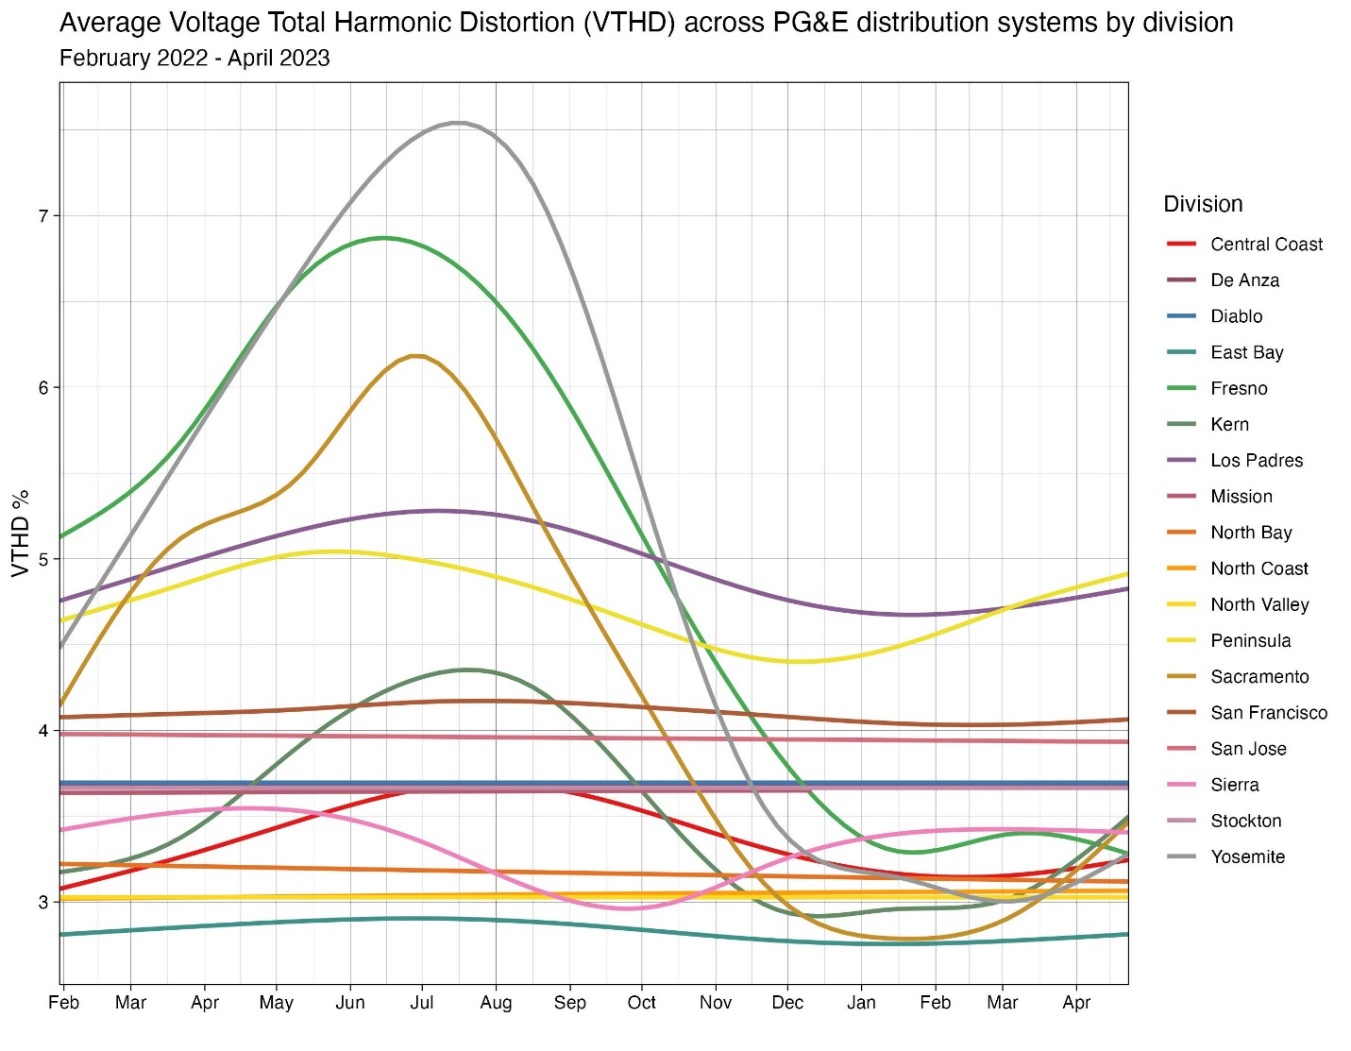 Average Voltage Total Harmonic Distortion (VTHD) across PG&E distribution systems by division
February 2022 - April 2023
VTHD %
7
6
5
4
3
Feb Mar Apr May Jun Jul Aug Sep Oct Nov Dec Jan Feb Mar Apr
Division
Central Coast
De Anza
Diablo
East Bay
Fresno
Kern
Los Padres
Mission
North Bay
North Coast
North Valley
Peninsula
Sacramento
San Francisco
San Jose
Sierra
Stockton
Yosemite